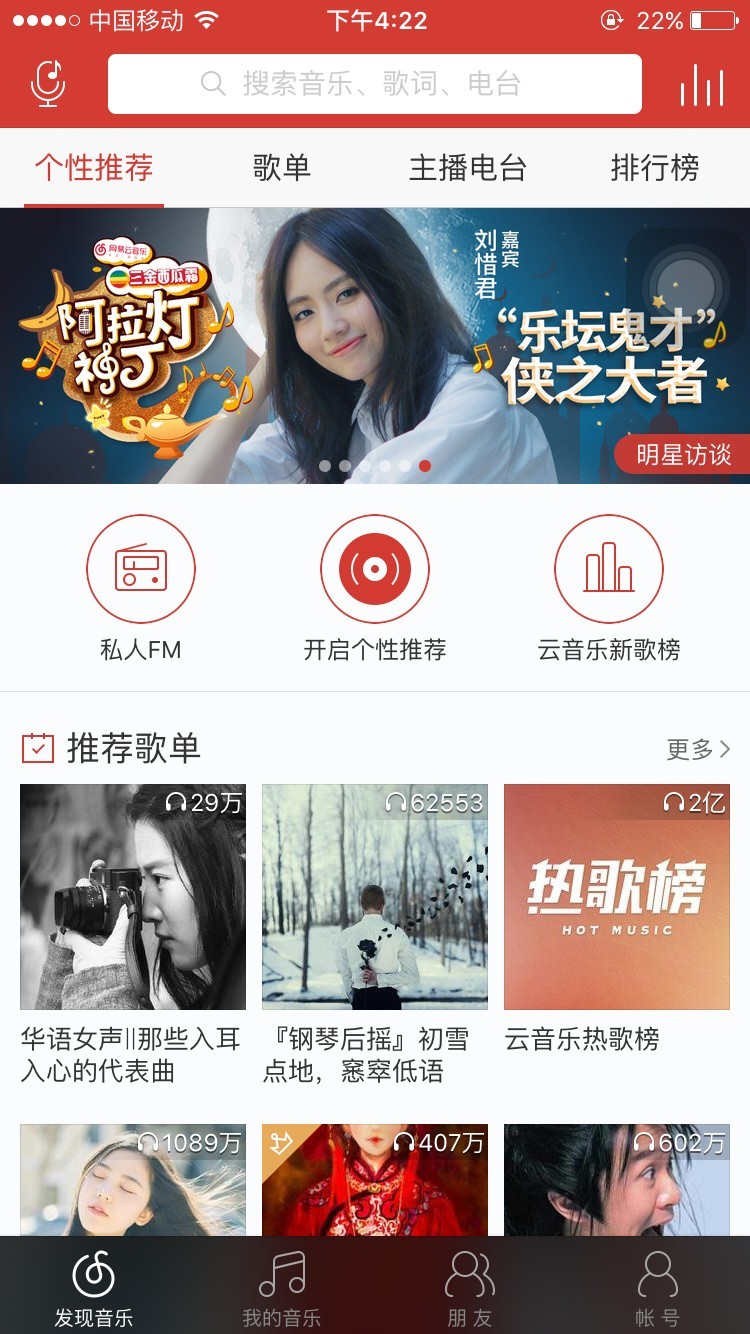 中国移动
下午4:22
22%
搜索音乐、歌词、电台
个性推荐
歌单
主播电台
排行榜
网易云音乐
三金西瓜霜
阿拉灯
神丁
嘉宾
刘惜君
“乐坛鬼才”
侠之大者
明星访谈
私人FM
开启个性推荐
云音乐新歌榜
推荐歌单
更多
29万
62553
2亿
热歌榜
HOT MUSIC
华语女声||那些入耳
入心的代表曲
『钢琴后摇』初雪
点地，窸窣低语
云音乐热歌榜
1089万
407万
602万
发现音乐
我的音乐
朋友
帐号